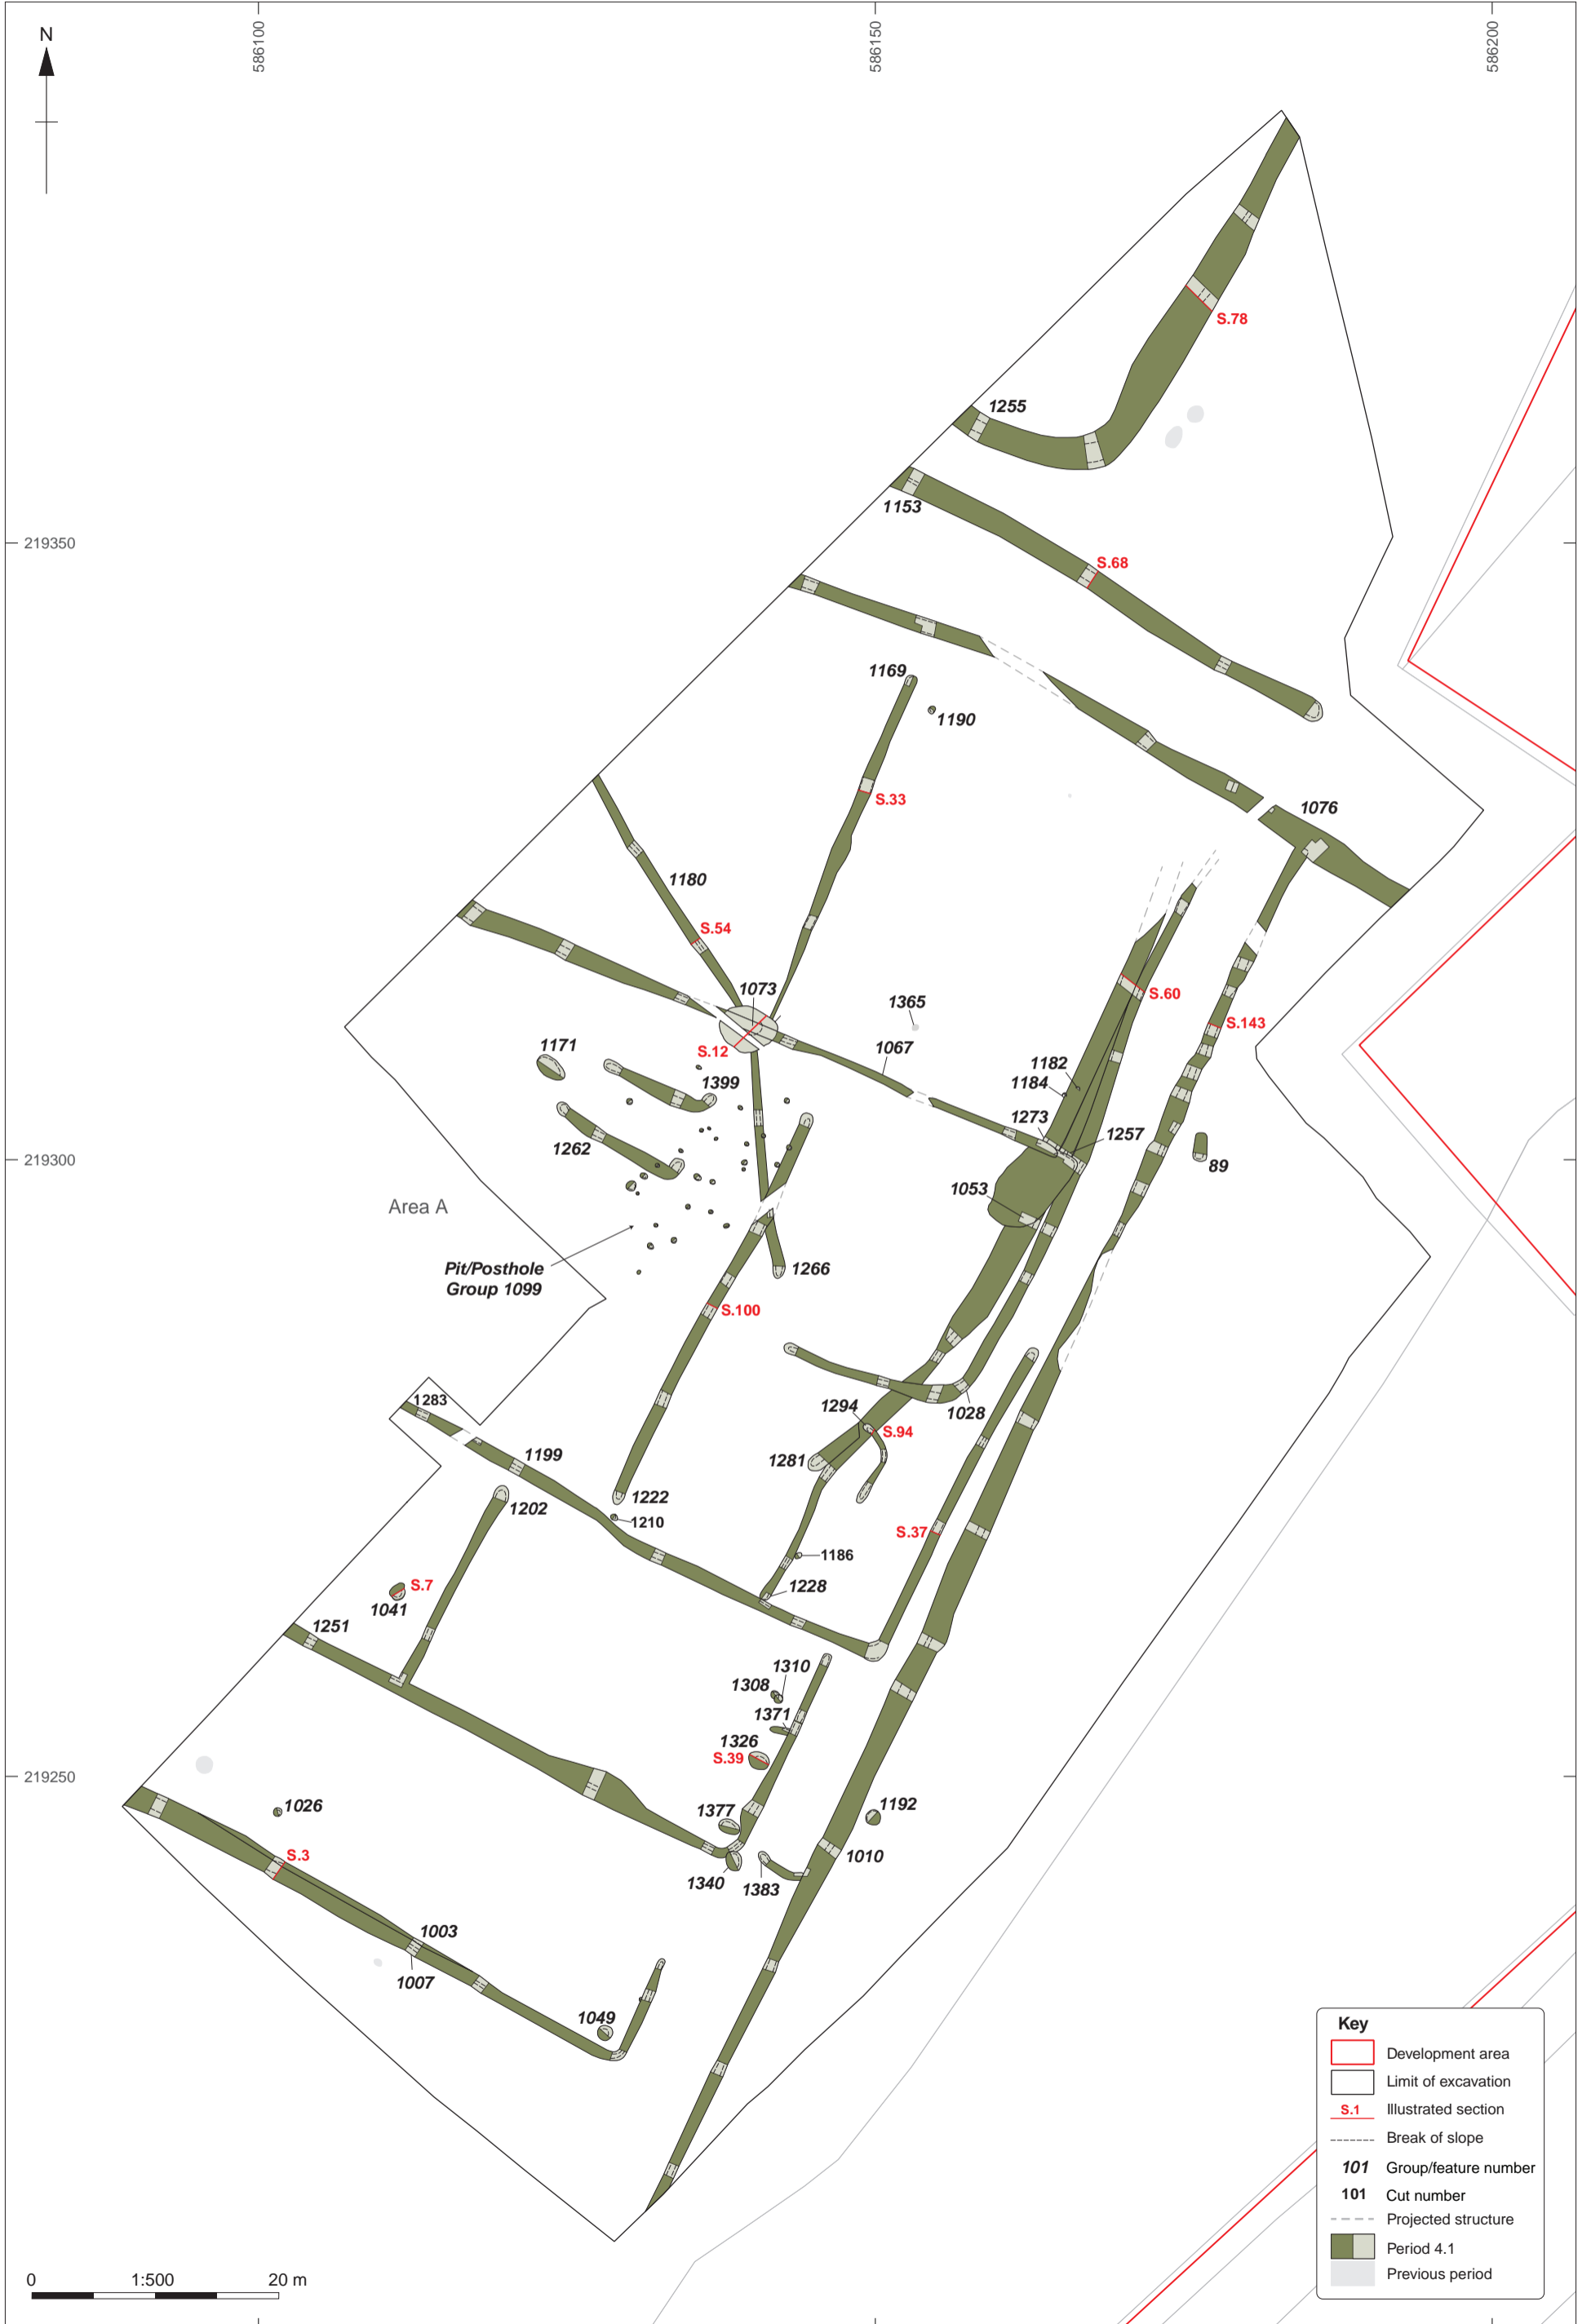 586100
586150
586200
N
S.78
1255
1153
219350
S.68
1169
1190
S.33
1076
1180
S.54
1073
S.60
1365
S.143
S.12
1171
1067
1182
1399
1184
1273
1257
1262
219300
89
1053
Area A
Pit/Posthole
Group 1099
1266
S.100
1283
1028
1294
S.94
1199
1281
1222
1202
1210
S.37
1186
S.7
1228
1041
1251
1310
1308
1371
1326
S.39
219250
1026
1377
1192
S.3
1010
1340
1383
1003
1007
1049
Key
Development area
Limit of excavation
S.1 Illustrated section
Break of slope
101 Group/feature number
101 Cut number
Projected structure
Period 4.1
Previous period
0 1:500 20 m